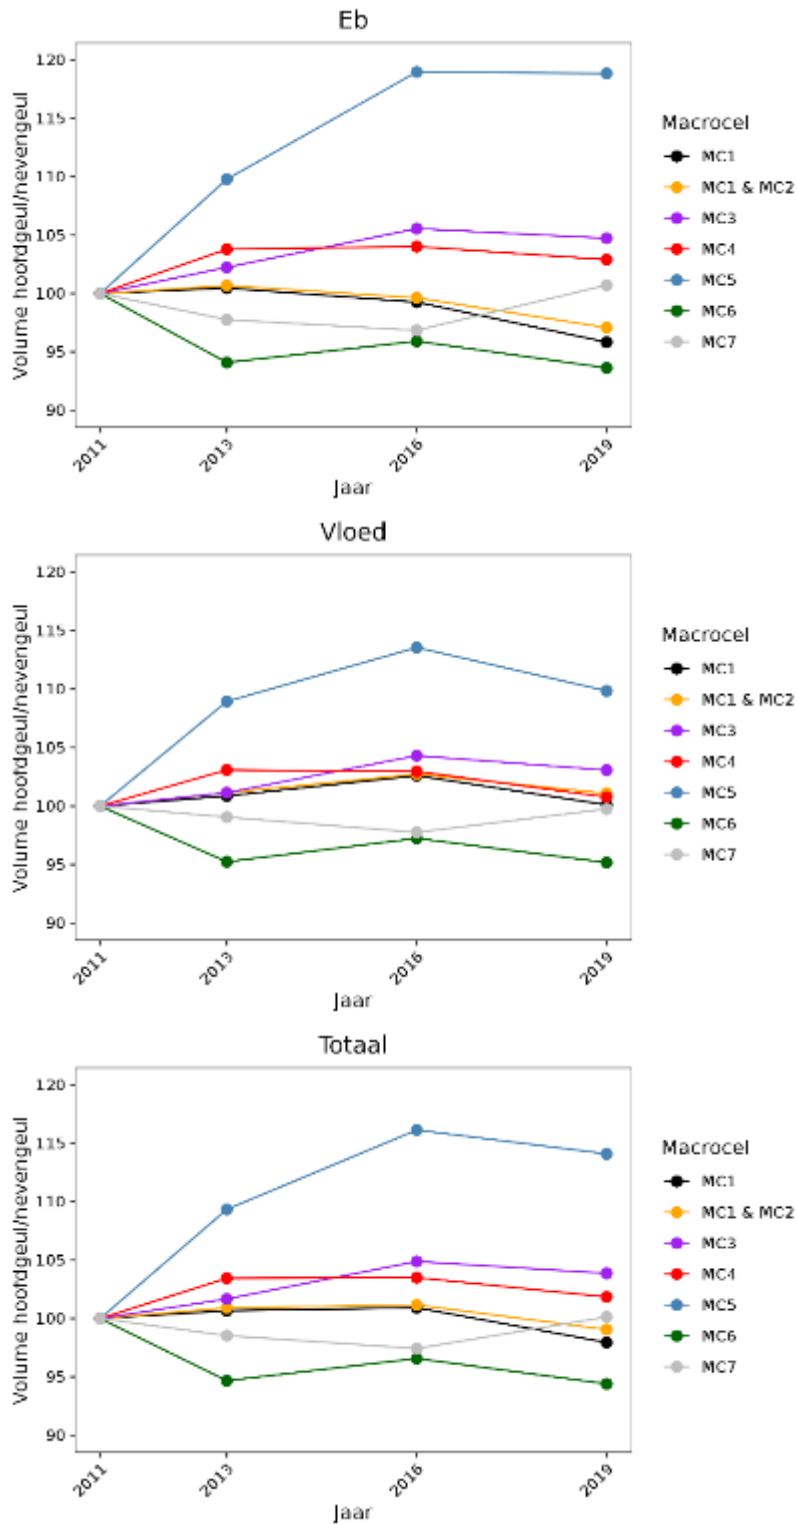 Eb
Volume hoofdgeul/nevengeul
120
115
110
105
100
95
90
2011
2013
2016
2019
Jaar
Macrocel
MC1
MC1 & MC2
MC3
MC4
MC5
MC6
MC7
Vloed
Volume hoofdgeul/nevengeul
120
115
110
105
100
95
90
2011
2013
2016
2019
Jaar
Macrocel
MC1
MC1 & MC2
MC3
MC4
MC5
MC6
MC7
Totaal
Volume hoofdgeul/nevengeul
120
115
110
105
100
95
90
2011
2013
2016
2019
Jaar
Macrocel
MC1
MC1 & MC2
MC3
MC4
MC5
MC6
MC7